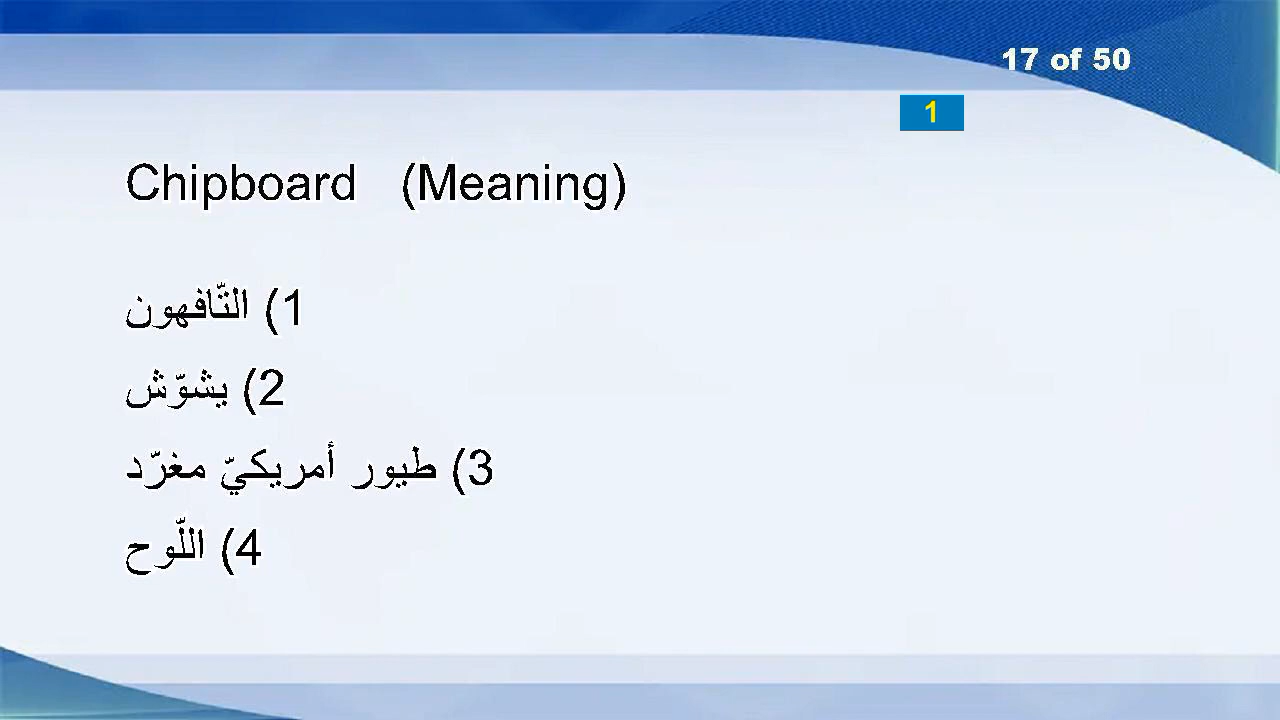 17 of 50
1
Chipboard (Meaning)
1) التّافهون
2) يشوّش
3) طيور أمريكيّ مغرّد
4) اللّوح